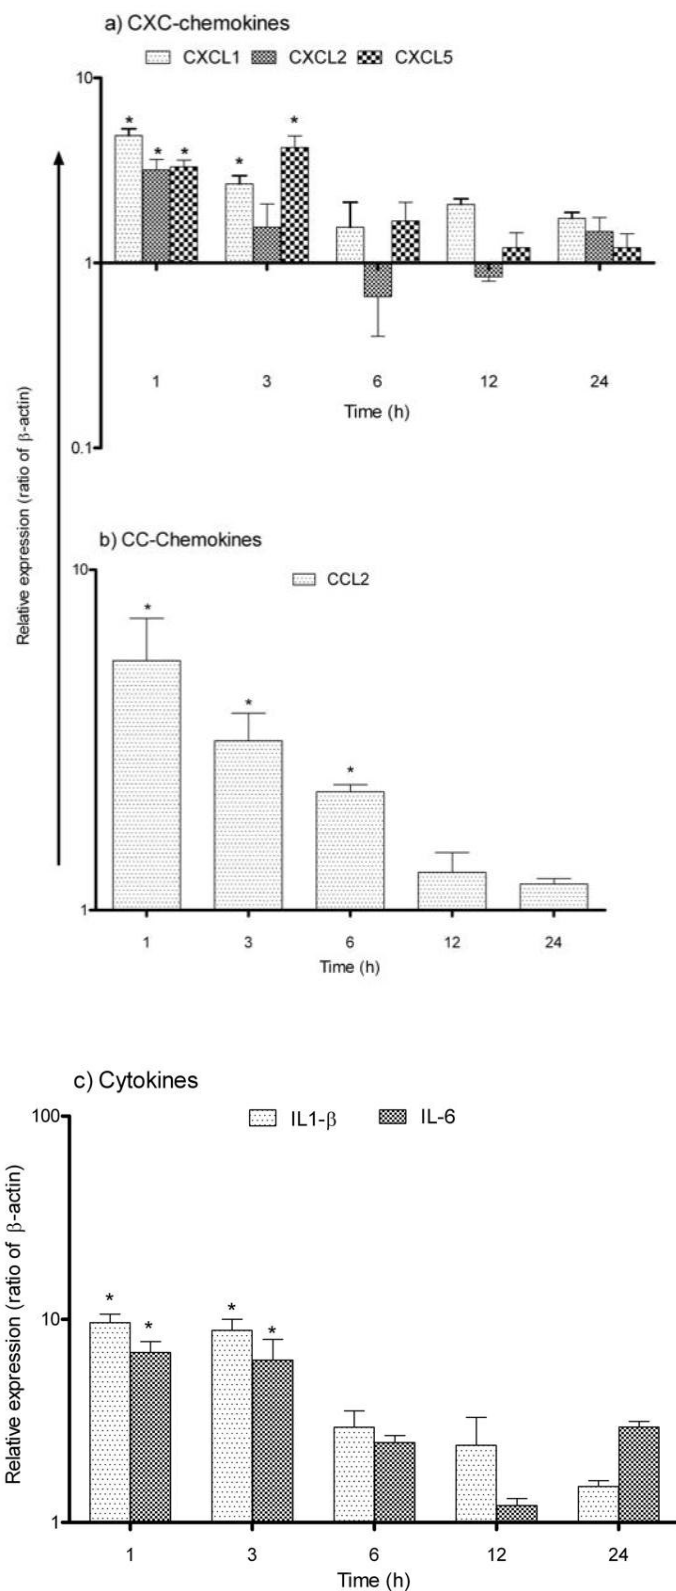 a) CXC-chemokines
CXCL1 CXCL2 CXCL5
10
* * * * *
1
1 3 6 12 24
Time (h)
0.1
Relative expression (ratio of β-actin)
b) CC-Chemokines
10
CCL2
* * *
1
1 3 6 12 24
Time (h)
c) Cytokines
100
IL1-β IL-6
Relative expression (ratio of β-actin)
10
* * * *
1
1 3 6 12 24
Time (h)